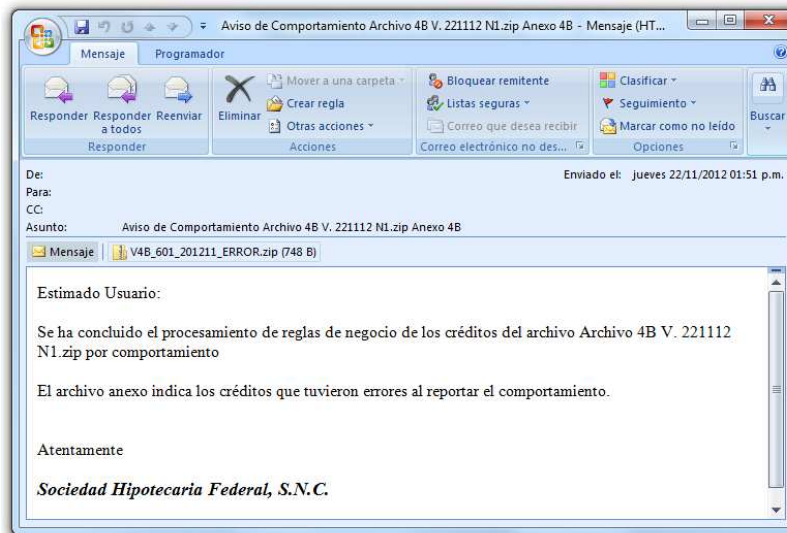 Aviso de Comportamiento Archivo 4B V. 221112 N1.zip Anexo 4B - Mensaje (HT...
Mensaje Programador
Responder Responder a todos Reenviar
Responder
Eliminar
Mover a una carpeta
Crear regla
Otras acciones
Acciones
Bloquear remitente
Listas seguras
Correo que desea recibir
Correo electrónico no des...
Clasificar
Seguimiento
Marcar como no leído
Opciones
Buscar
De: Enviado el: jueves 22/11/2012 01:51 p.m.
Para:
CC:
Asunto: Aviso de Comportamiento Archivo 4B V. 221112 N1.zip Anexo 4B
Mensaje V4B_601_201211_ERROR.zip (748 B)
Estimado Usuario:
Se ha concluido el procesamiento de reglas de negocio de los créditos del archivo Archivo 4B V. 221112
N1.zip por comportamiento
El archivo anexo indica los créditos que tuvieron errores al reportar el comportamiento.
Atentamente
Sociedad Hipotecaria Federal, S.N.C.